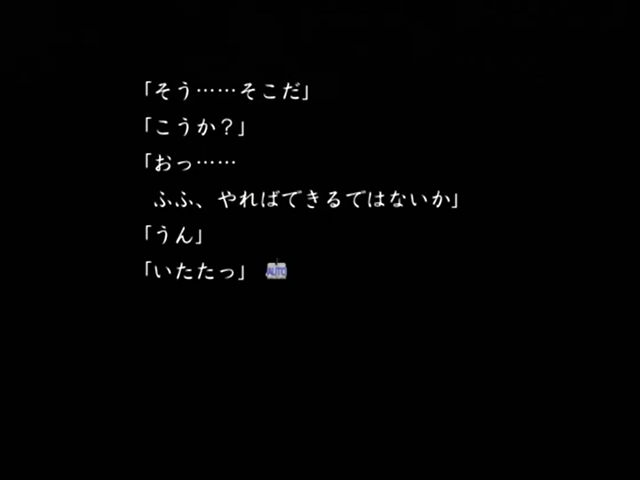 「そう……そこだ」
「こうか？」
「おっ……
ふふ、やればできるではないか」
「うん」
「いたたっ」 AUTO